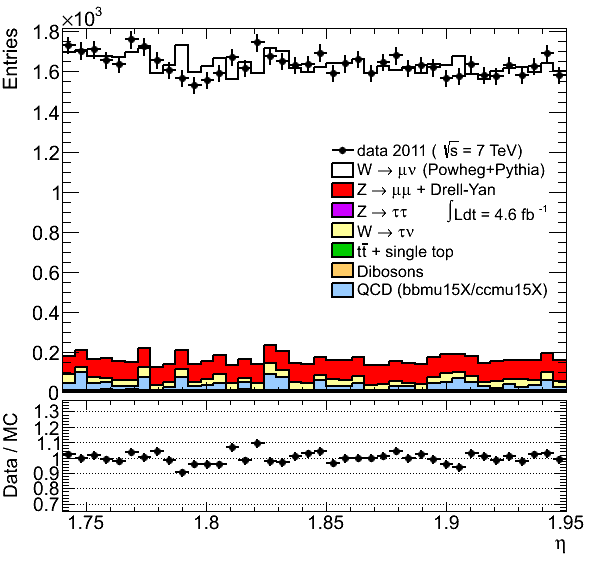 ×10³
Entries
1.8
1.6
1.4
1.2
1
0.8
0.6
0.4
0.2
0
data 2011 ( √s = 7 TeV)
W → μν (Powheg+Pythia)
Z → μμ + Drell-Yan
Z → ττ
∫Ldt = 4.6 fb⁻¹
W → τν
tt̅ + single top
Dibosons
QCD (bbmu15X/ccmu15X)
Data / MC
1.3
1.2
1.1
1
0.9
0.8
0.7
1.75
1.8
1.85
1.9
1.95
η